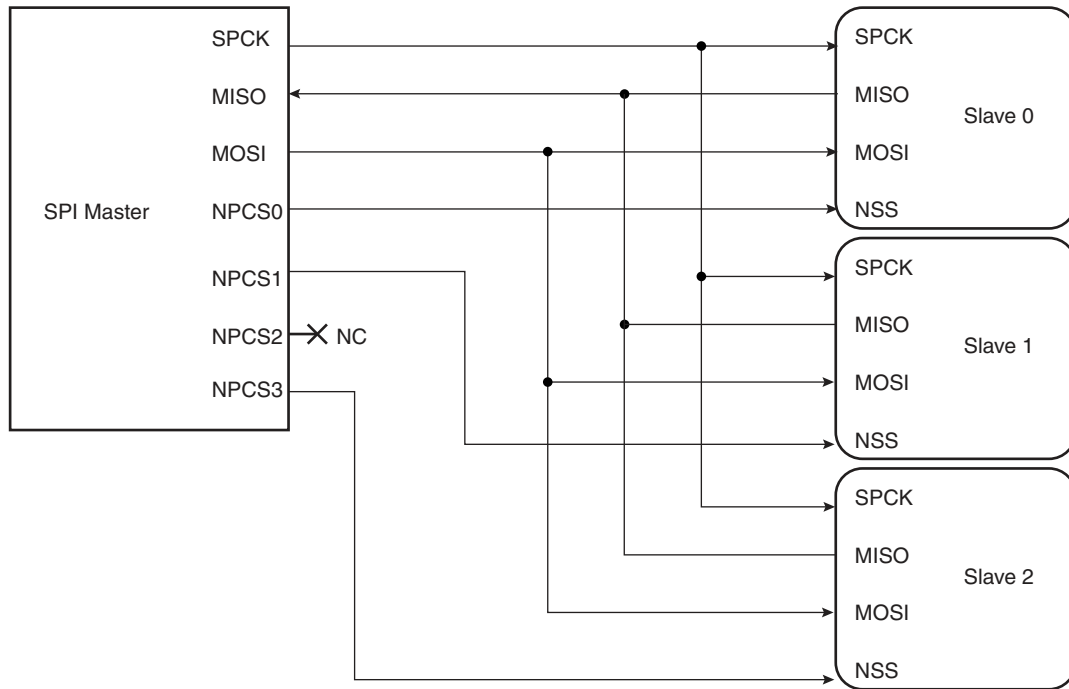 SPI Master
SPCK
MISO
MOSI
NPCS0
NPCS1
NPCS2
NC
NPCS3
SPCK
MISO
Slave 0
MOSI
NSS
SPCK
MISO
Slave 1
MOSI
NSS
SPCK
MISO
Slave 2
MOSI
NSS